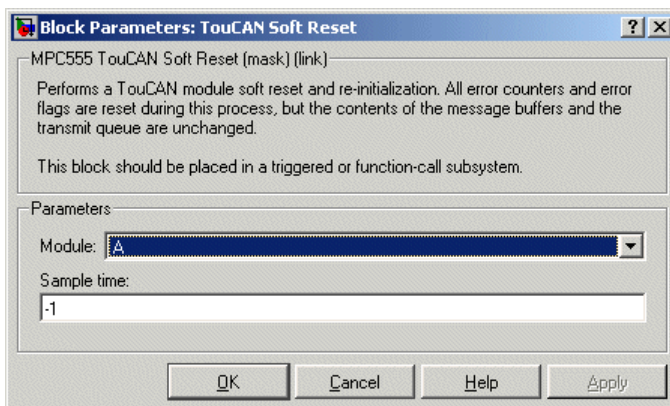 Block Parameters: TouCAN Soft Reset
MPC555 TouCAN Soft Reset (mask) (link)
Performs a TouCAN module soft reset and re-initialization. All error counters and error
flags are reset during this process, but the contents of the message buffers and the
transmit queue are unchanged.
This block should be placed in a triggered or function-call subsystem.
Parameters
Module: A
Sample time:
-1
OK Cancel Help Apply